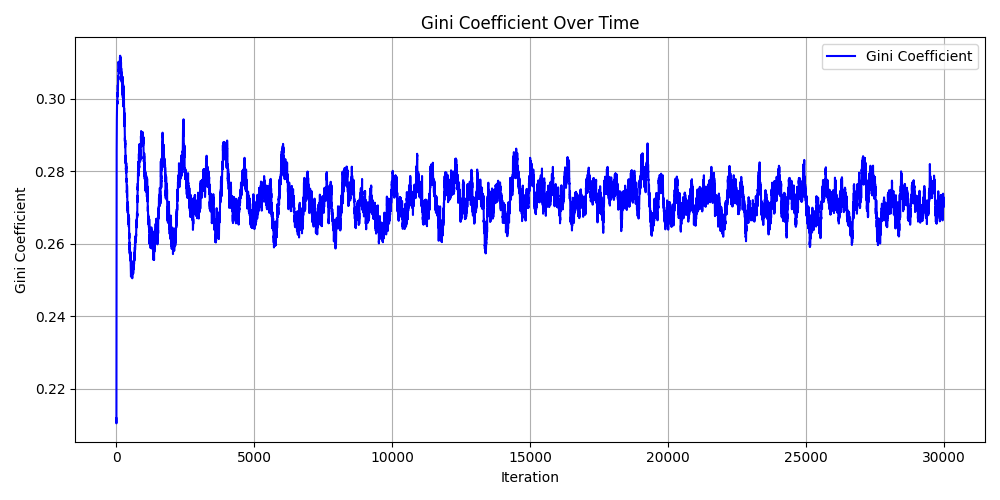 Gini Coefficient Over Time
Gini Coefficient
Gini Coefficient
0.30
0.28
0.26
0.24
0.22
0 5000 10000 15000 20000 25000 30000
Iteration